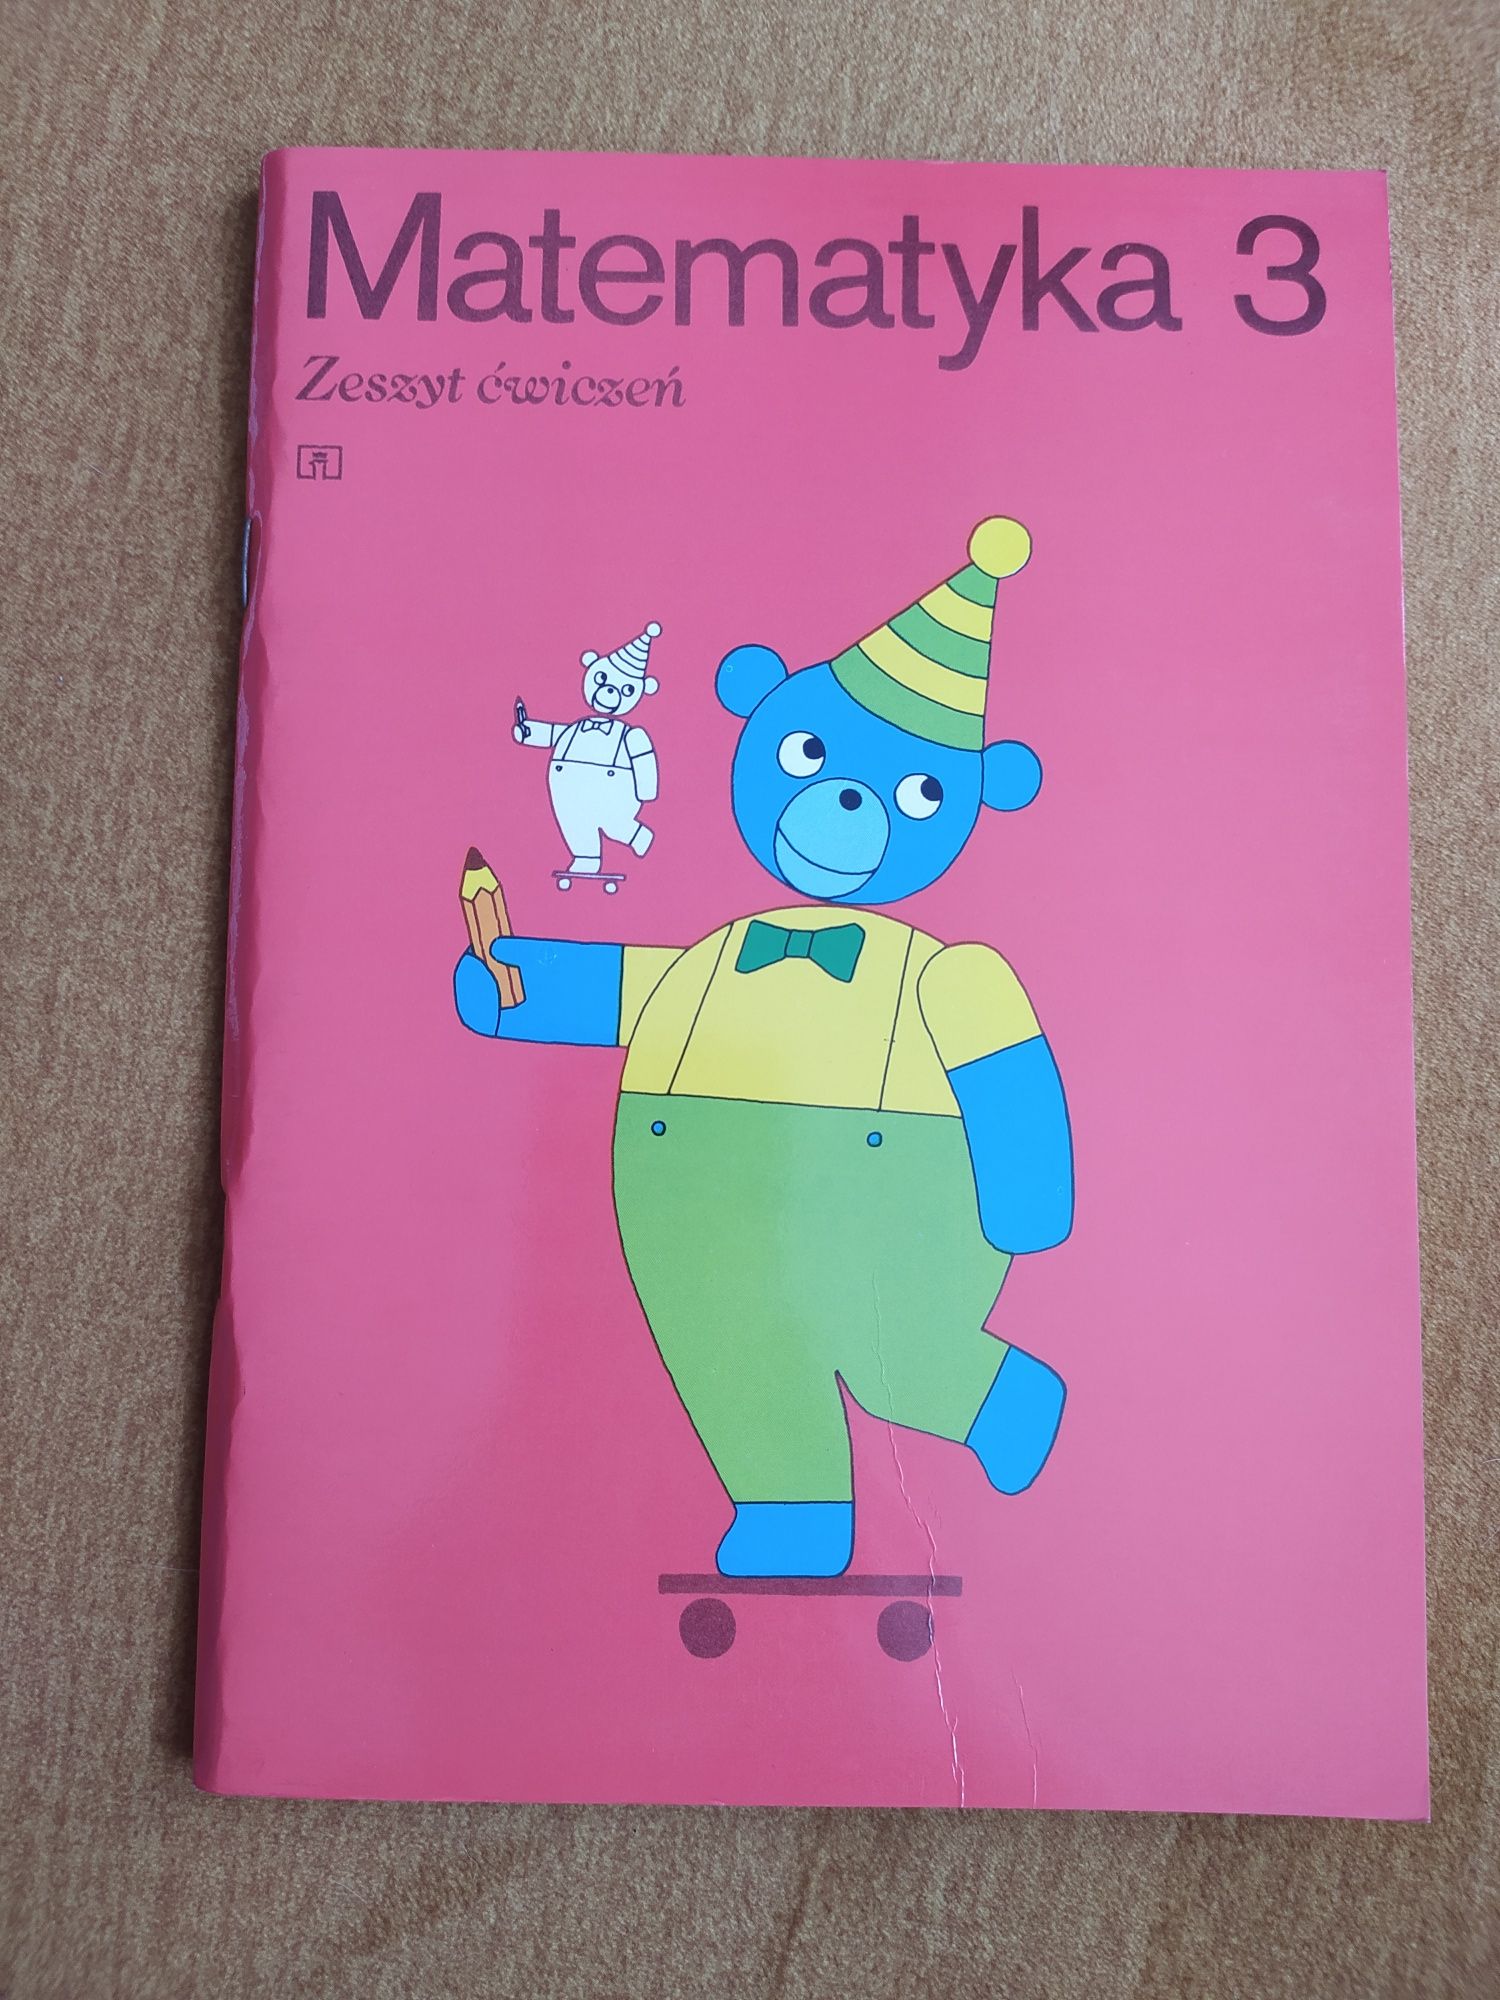 Matematyka 3
Zeszyt ćwiczeń